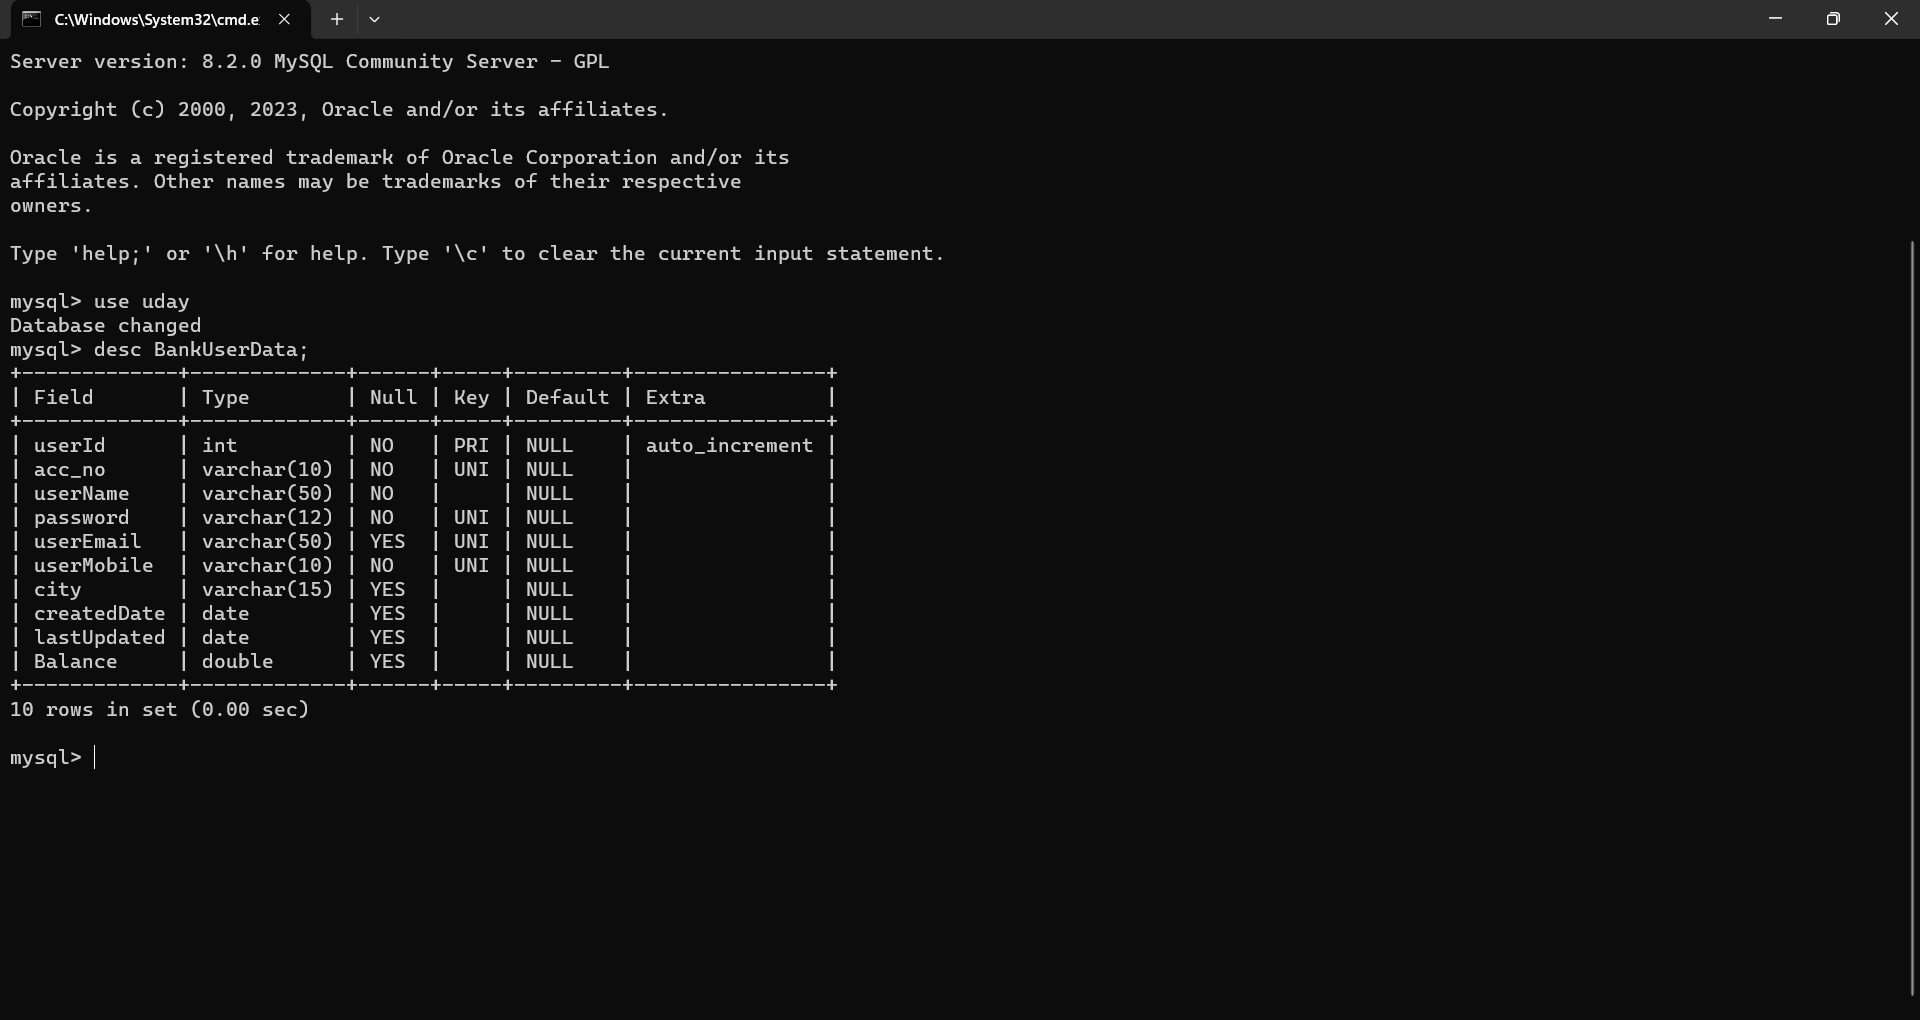 C:\Windows\System32\cmd.e
Server version: 8.2.0 MySQL Community Server - GPL
Copyright (c) 2000, 2023, Oracle and/or its affiliates.
Oracle is a registered trademark of Oracle Corporation and/or its
affiliates. Other names may be trademarks of their respective
owners.
Type 'help;' or '\h' for help. Type '\c' to clear the current input statement.
mysql> use uday
Database changed
mysql> desc BankUserData;
+-------------+-------------+------+-----+---------+----------------+
| Field       | Type        | Null | Key | Default | Extra          |
+-------------+-------------+------+-----+---------+----------------+
| userId      | int         | NO   | PRI | NULL    | auto_increment |
| acc_no      | varchar(10) | NO   | UNI | NULL    |                |
| userName    | varchar(50) | NO   |     | NULL    |                |
| password    | varchar(12) | NO   | UNI | NULL    |                |
| userEmail   | varchar(50) | YES  | UNI | NULL    |                |
| userMobile  | varchar(10) | NO   | UNI | NULL    |                |
| city        | varchar(15) | YES  |     | NULL    |                |
| createdDate | date        | YES  |     | NULL    |                |
| lastUpdated | date        | YES  |     | NULL    |                |
| Balance     | double      | YES  |     | NULL    |                |
+-------------+-------------+------+-----+---------+----------------+
10 rows in set (0.00 sec)
mysql>